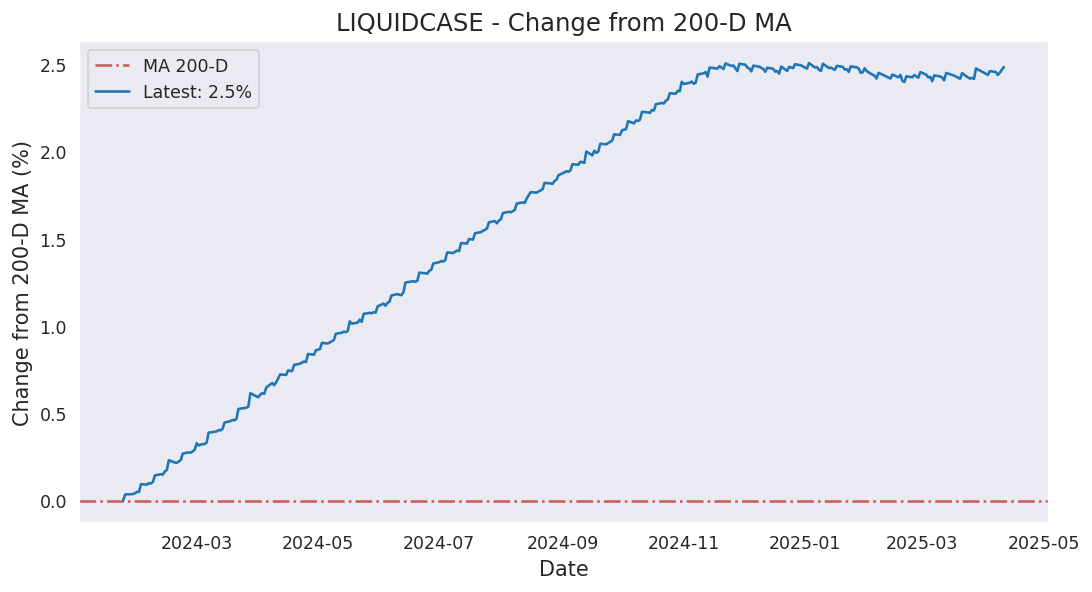 LIQUIDCASE - Change from 200-D MA
MA 200-D
Latest: 2.5%
Change from 200-D MA (%)
2.5
2.0
1.5
1.0
0.5
0.0
2024-03 2024-05 2024-07 2024-09 2024-11 2025-01 2025-03 2025-05
Date